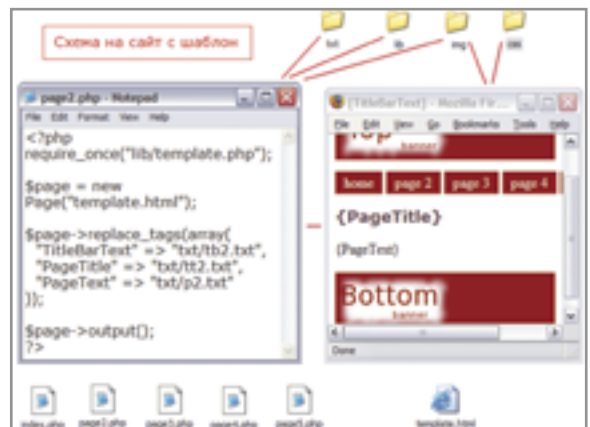 Схема на сайт с шаблон
txt
lib
img
css
page2.php - Notepad
File Edit Format View Help
<?php
require_once("lib/template.php");
$page = new
Page("template.html");
$page->replace_tags(array(
"TitleBarText" => "txt/tb2.txt",
"PageTitle" => "txt/tt2.txt",
"PageText" => "txt/p2.txt"
));
$page->output();
?>
{TitleBarText} - Mozilla Fir...
File Edit View Go Bookmarks Tools Help
Top
banner
home page 2 page 3 page 4
{PageTitle}
{PageText}
Bottom
banner
Done
index.php page2.php page3.php page4.php page5.php
template.html